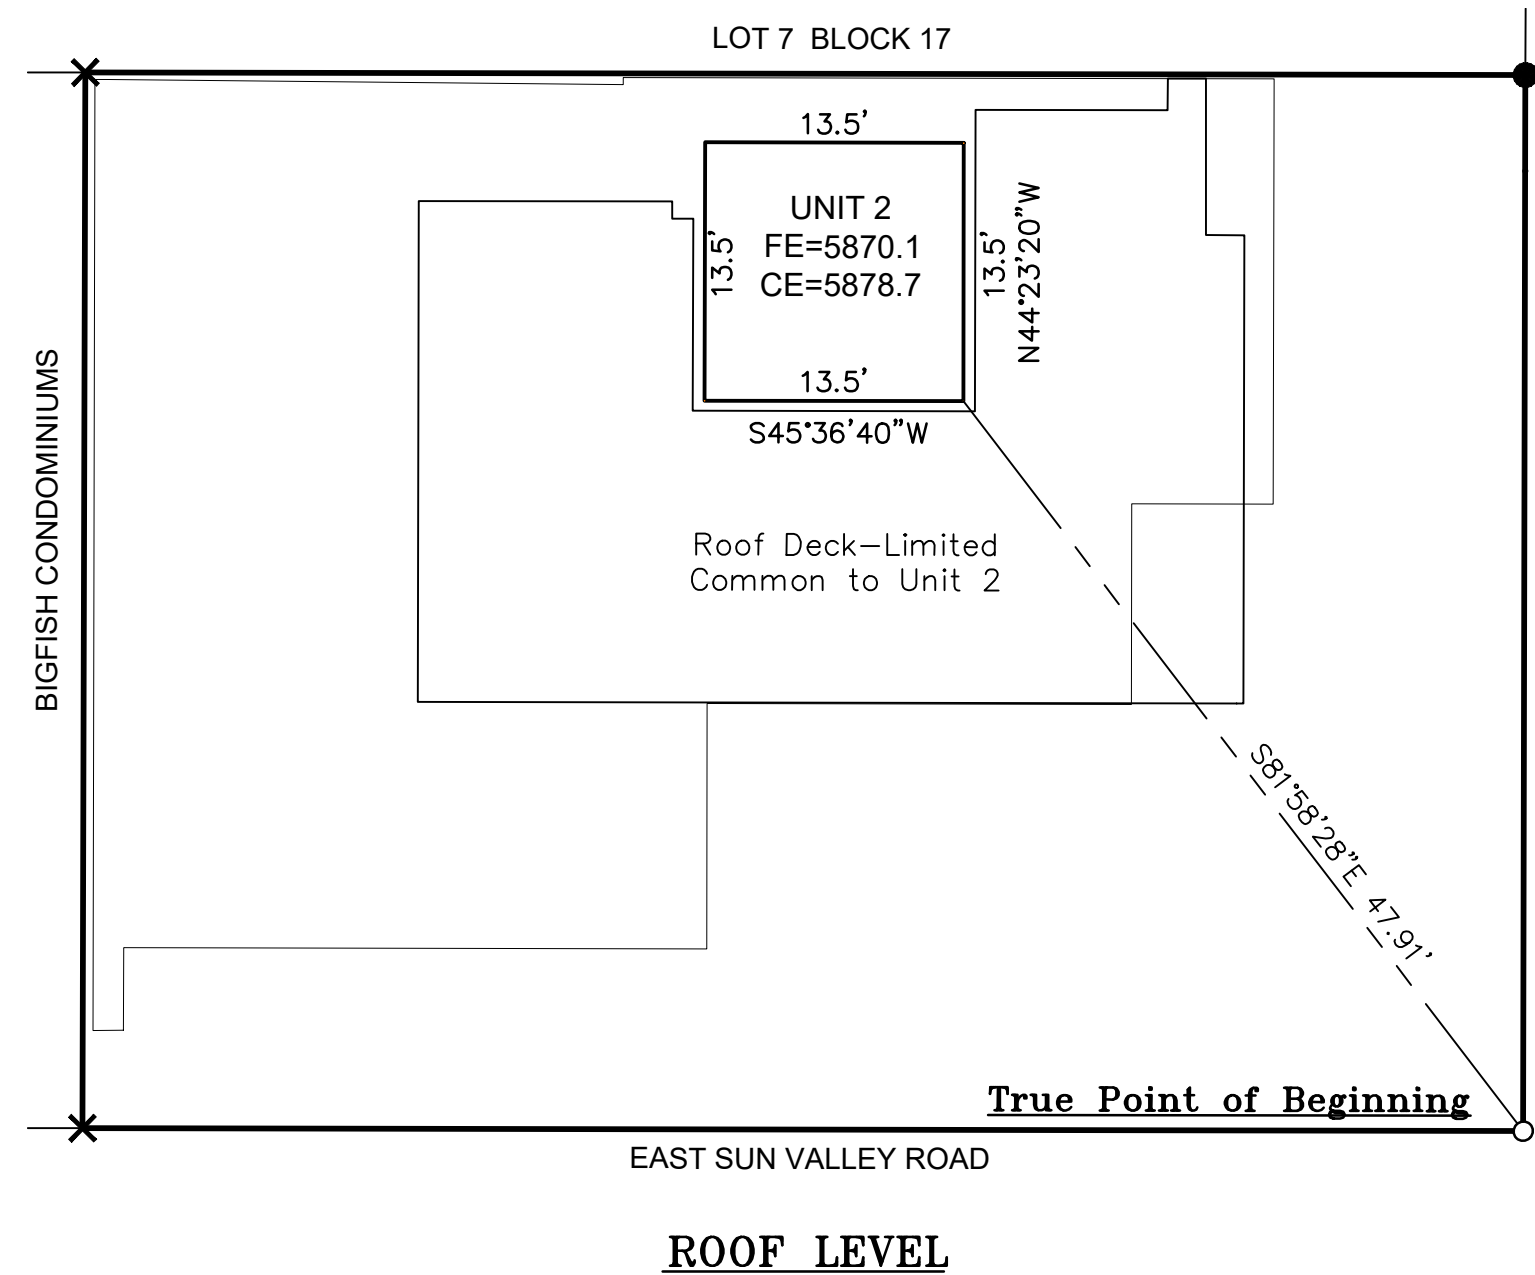 LOT 7 BLOCK 17
13.5'
UNIT 2
FE=5870.1
CE=5878.7
13.5'
13.5'
N44°23'20"W
13.5'
S45°36'40"W
BIGFISH CONDOMINIUMS
Roof Deck-Limited
Common to Unit 2
S81°58'28"E 47.91'
True Point of Beginning
EAST SUN VALLEY ROAD
ROOF LEVEL